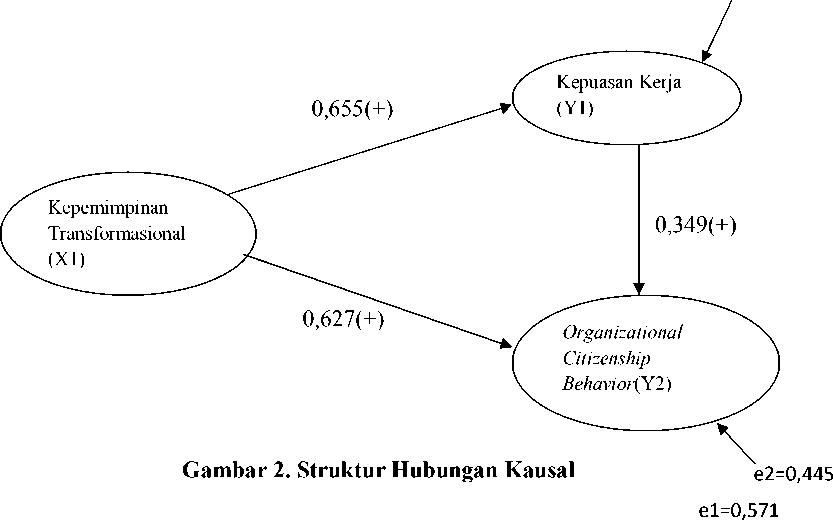 Kepuasan Kerja
(Y1)
0,655(+)
Kepemimpinan
Transformasional
(X1)
0,349(+)
0,627(+)
Organizational
Citizenship
Behavior(Y2)
Gambar 2. Struktur Hubungan Kausal
e2=0,445
e1=0,571